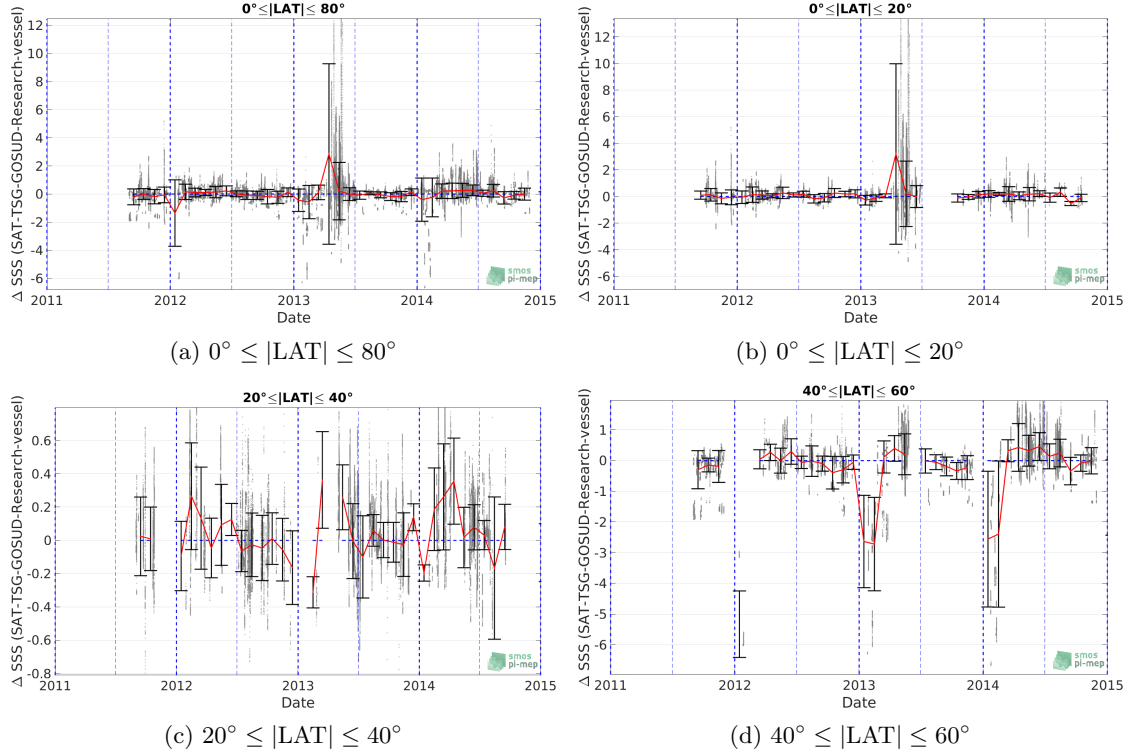 0°≤|LAT|≤ 80°
Δ SSS (SAT-TSG-GOSUD-Research-vessel)
12
10
8
6
4
2
0
-2
-4
-6
2011
2012
2013
2014
2015
Date
smos
pi-mep
(a) 0° ≤ |LAT| ≤ 80°
0°≤|LAT|≤ 20°
Δ SSS (SAT-TSG-GOSUD-Research-vessel)
12
10
8
6
4
2
0
-2
-4
-6
2011
2012
2013
2014
2015
Date
smos
pi-mep
(b) 0° ≤ |LAT| ≤ 20°
20°≤|LAT|≤ 40°
Δ SSS (SAT-TSG-GOSUD-Research-vessel)
0.6
0.4
0.2
0
-0.2
-0.4
-0.6
-0.8
2011
2012
2013
2014
2015
Date
smos
pi-mep
(c) 20° ≤ |LAT| ≤ 40°
40°≤|LAT|≤ 60°
Δ SSS (SAT-TSG-GOSUD-Research-vessel)
1
0
-1
-2
-3
-4
-5
-6
2011
2012
2013
2014
2015
Date
smos
pi-mep
(d) 40° ≤ |LAT| ≤ 60°